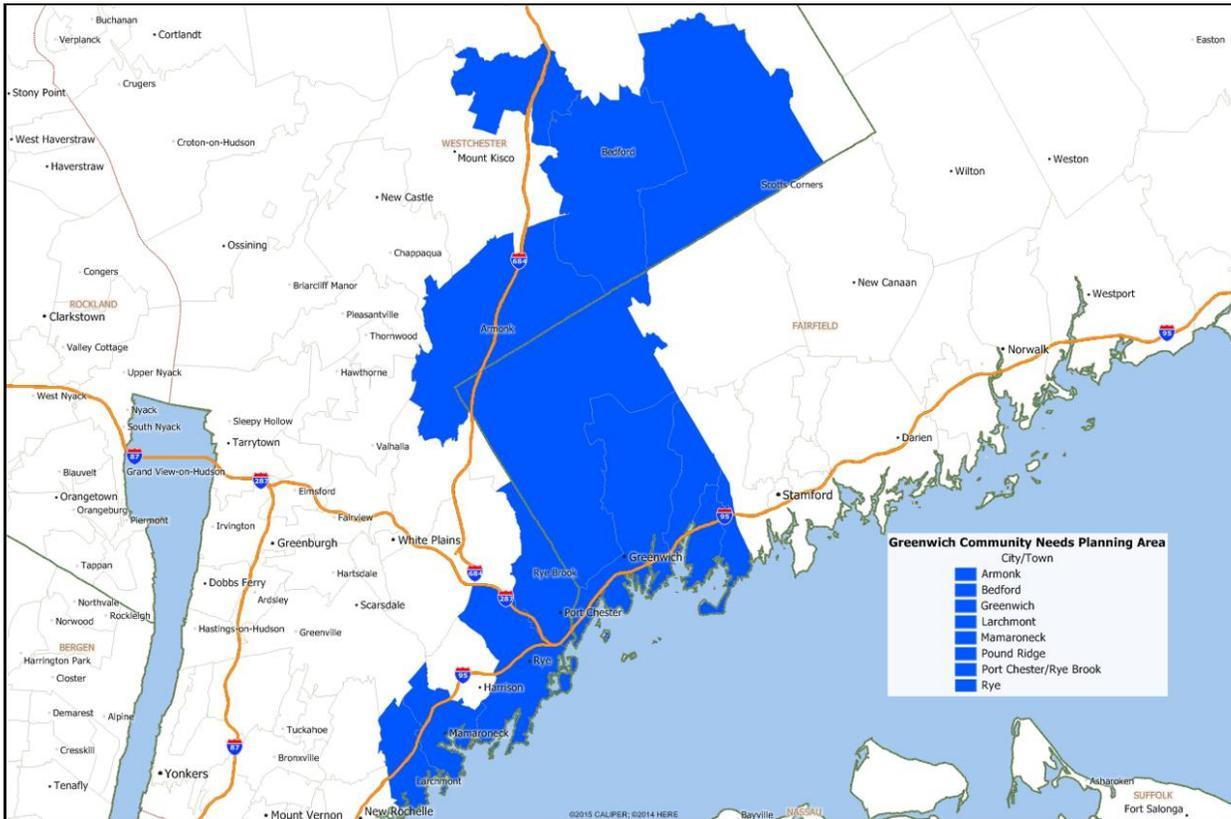 Buchanan
Verplanck
Cortlandt
Easton
Crugers
Stony Point
West Haverstraw
Croton-on-Hudson
WESTCHESTER
Haverstraw
Mount Kisco
Bedford
Weston
Wilton
Scotts Corners
New Castle
Ossining
Chappaqua
684
Congers
Briarcliff Manor
New Canaan
Westport
ROCKLAND
Clarkstown
Pleasantville
Armonk
FAIRFIELD
Thornwood
95
Valley Cottage
Norwalk
Upper Nyack
Hawthorne
West Nyack
Nyack
South Nyack
Sleepy Hollow
Tarrytown
Valhalla
Darien
87
Blauvelt
Grand View-on-Hudson
287
Elmsford
Orangetown
Orangeburg
Piermont
Stamford
Irvington
Fairview
95
Greenburgh
White Plains
Greenwich
Tappan
Dobbs Ferry
Hartsdale
684
Rye Brook
Northvale
Rockleigh
Ardsley
Scarsdale
287
Port Chester
Norwood
Hastings-on-Hudson
Greenville
BERGEN
Harrington Park
Rye
Closter
95
Harrison
Demarest
Alpine
Tuckahoe
Mamaroneck
Cresskill
87
Bronxville
Yonkers
Larchmont
Tenafly
Mount Vernon
New Rochelle
Greenwich Community Needs Planning Area
City/Town
Armonk
Bedford
Greenwich
Larchmont
Mamaroneck
Pound Ridge
Port Chester/Rye Brook
Rye
Asharoken
SUFFOLK
Fort Salonga
©2015 CALIPER; ©2014 HERE
Bayville
NASSAU